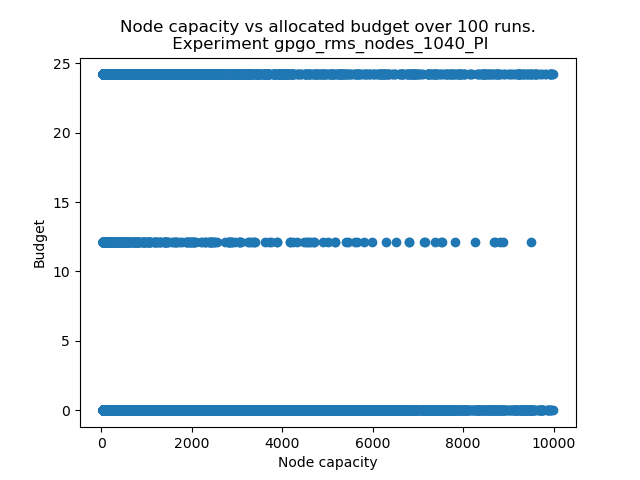 Node capacity vs allocated budget over 100 runs.
Experiment gpgo_rms_nodes_1040_PI
25
20
15
10
5
0
Budget
0 2000 4000 6000 8000 10000
Node capacity